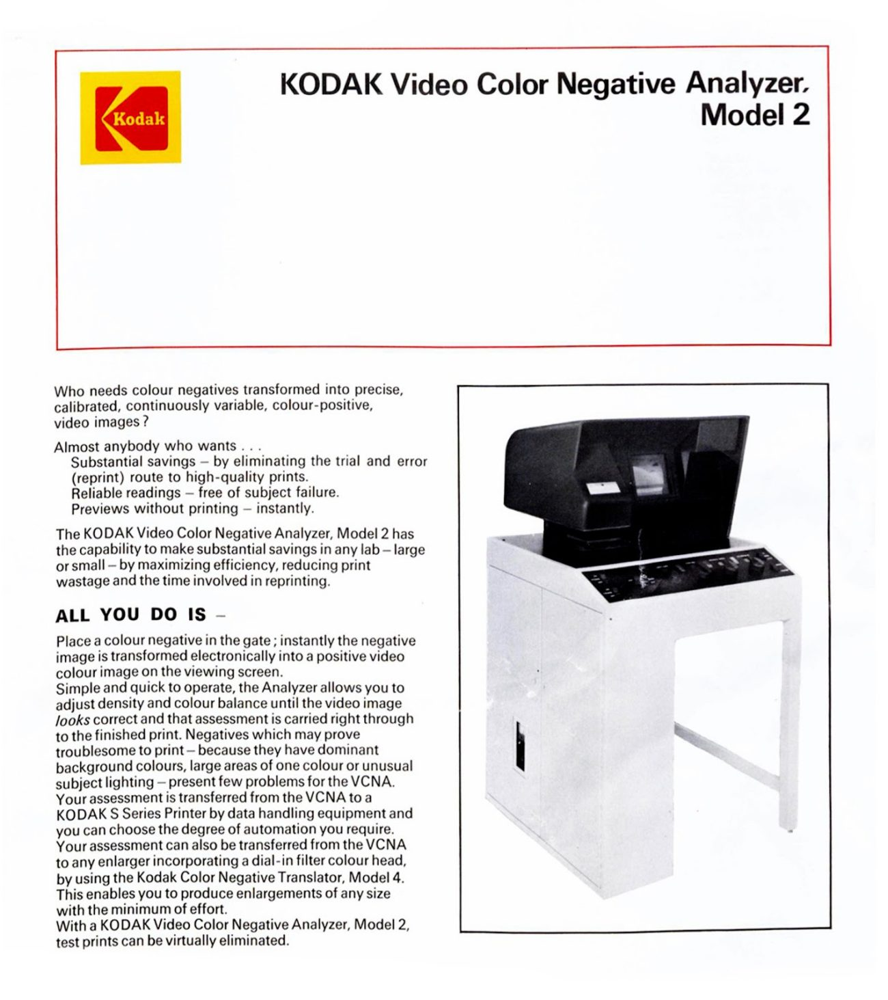 Kodak
KODAK Video Color Negative Analyzer,
Model 2
Who needs colour negatives transformed into precise,
calibrated, continuously variable, colour-positive,
video images ?
Almost anybody who wants . . .
Substantial savings – by eliminating the trial and error
(reprint) route to high-quality prints.
Reliable readings – free of subject failure.
Previews without printing – instantly.
The KODAK Video Color Negative Analyzer, Model 2 has
the capability to make substantial savings in any lab – large
or small – by maximizing efficiency, reducing print
wastage and the time involved in reprinting.
ALL YOU DO IS –
Place a colour negative in the gate ; instantly the negative
image is transformed electronically into a positive video
colour image on the viewing screen.
Simple and quick to operate, the Analyzer allows you to
adjust density and colour balance until the video image
looks correct and that assessment is carried right through
to the finished print. Negatives which may prove
troublesome to print – because they have dominant
background colours, large areas of one colour or unusual
subject lighting – present few problems for the VCNA.
Your assessment is transferred from the VCNA to a
KODAK S Series Printer by data handling equipment and
you can choose the degree of automation you require.
Your assessment can also be transferred from the VCNA
to any enlarger incorporating a dial-in filter colour head,
by using the Kodak Color Negative Translator, Model 4.
This enables you to produce enlargements of any size
with the minimum of effort.
With a KODAK Video Color Negative Analyzer, Model 2,
test prints can be virtually eliminated.